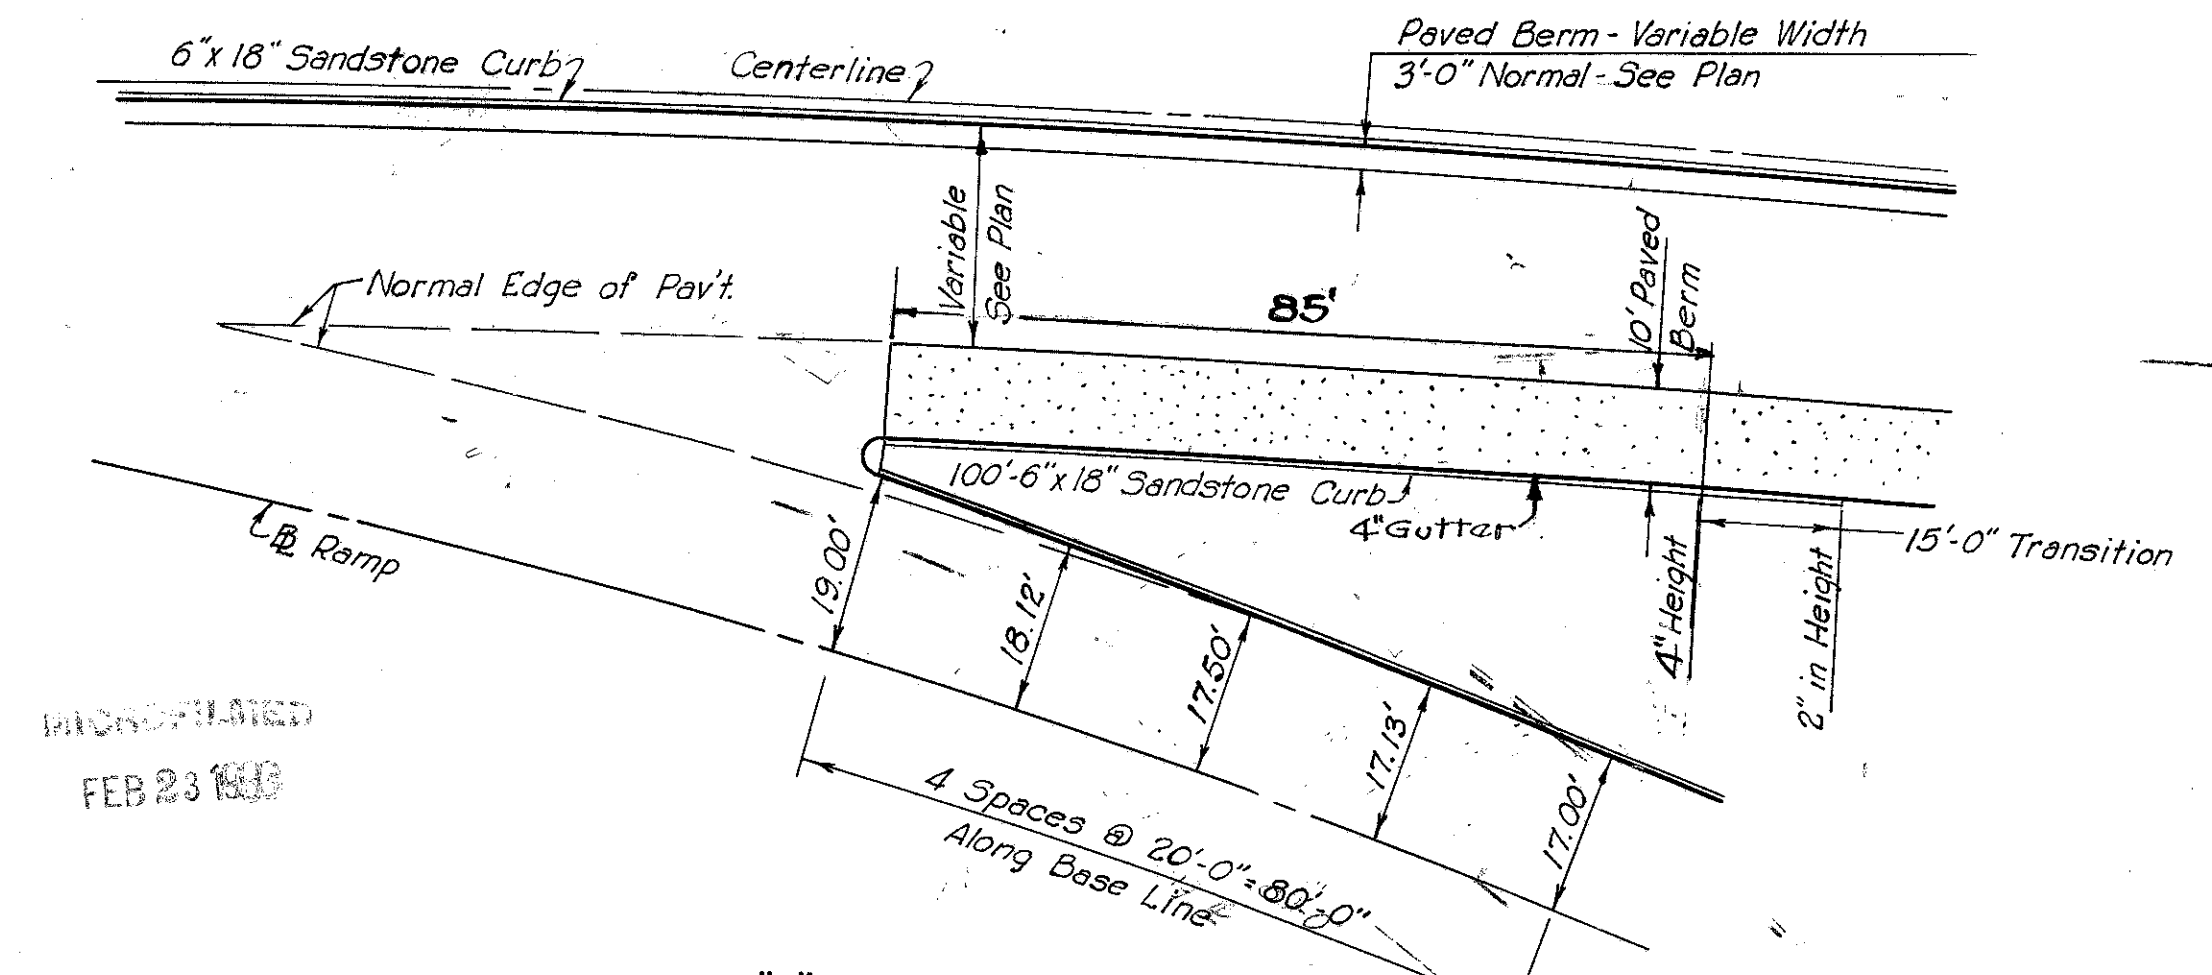 6"x 18" Sandstone Curb
Centerline
Paved Berm - Variable Width
3'-0" Normal - See Plan
Normal Edge of Pav't.
Variable
See Plan
85'
10' Paved
Berm
100'-6"x 18" Sandstone Curb
4" Gutter
15'-0" Transition
4" Height
2" in Height
℄ Ramp
19.00'
18.12'
17.50'
17.13'
17.00'
4 Spaces @ 20'-0" = 80'-0"
Along Base Line
MICROFILMED
FEB 23